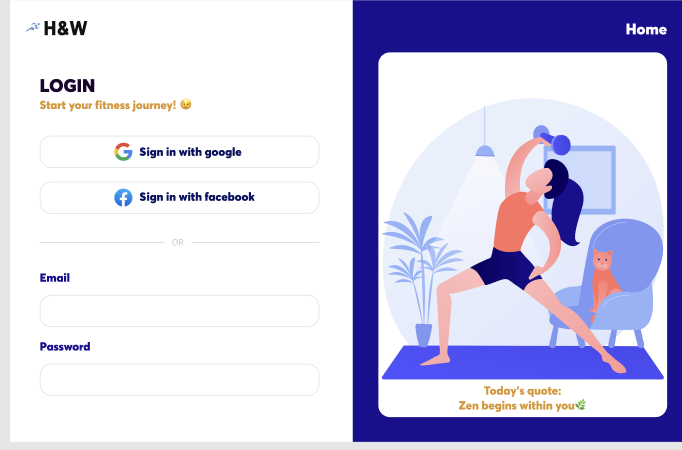 H&W
Home
LOGIN
Start your fitness journey! 😉
Sign in with google
Sign in with facebook
OR
Email
Password
Today's quote:
Zen begins within you🌿